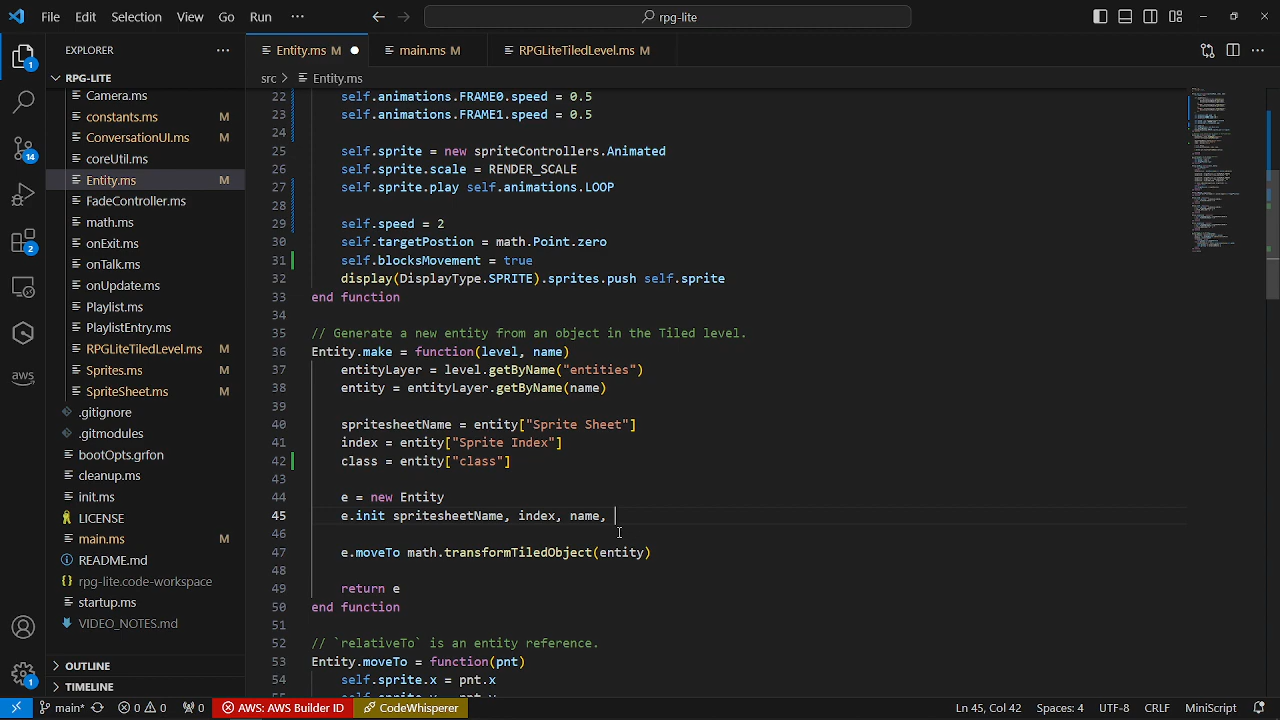 File Edit Selection View Go Run ··· rpg-lite
EXPLORER ··· Entity.ms M main.ms M RPGLiteTiledLevel.ms M
RPG-LITE src > Entity.ms
Camera.ms
constants.ms M
ConversationUI.ms M
coreUtil.ms
Entity.ms M
FadeController.ms
math.ms
onExit.ms
onTalk.ms
onUpdate.ms
Playlist.ms
PlaylistEntry.ms
RPGLiteTiledLevel.ms M
Sprites.ms M
SpriteSheet.ms M
.gitignore
.gitmodules
bootOpts.grfon
cleanup.ms
init.ms
LICENSE
main.ms M
README.md
rpg-lite.code-workspace
startup.ms
VIDEO_NOTES.md
OUTLINE
TIMELINE
1
14
2
aws
1
22 self.animations.FRAME0.speed = 0.5
23 self.animations.FRAME1.speed = 0.5
24
25 self.sprite = new spriteControllers.Animated
26 self.sprite.scale = RENDER_SCALE
27 self.sprite.play self.animations.LOOP
28
29 self.speed = 2
30 self.targetPostion = math.Point.zero
31 self.blocksMovement = true
32 display(DisplayType.SPRITE).sprites.push self.sprite
33 end function
34
35 // Generate a new entity from an object in the Tiled level.
36 Entity.make = function(level, name)
37 entityLayer = level.getByName("entities")
38 entity = entityLayer.getByName(name)
39
40 spritesheetName = entity["Sprite Sheet"]
41 index = entity["Sprite Index"]
42 class = entity["class"]
43
44 e = new Entity
45 e.init spritesheetName, index, name,
46
47 e.moveTo math.transformTiledObject(entity)
48
49 return e
50 end function
51
52 // `relativeTo` is an entity reference.
53 Entity.moveTo = function(pnt)
54 self.sprite.x = pnt.x
main* 0 0 0 AWS: AWS Builder ID CodeWhisperer Ln 45, Col 42 Spaces: 4 UTF-8 CRLF MiniScript